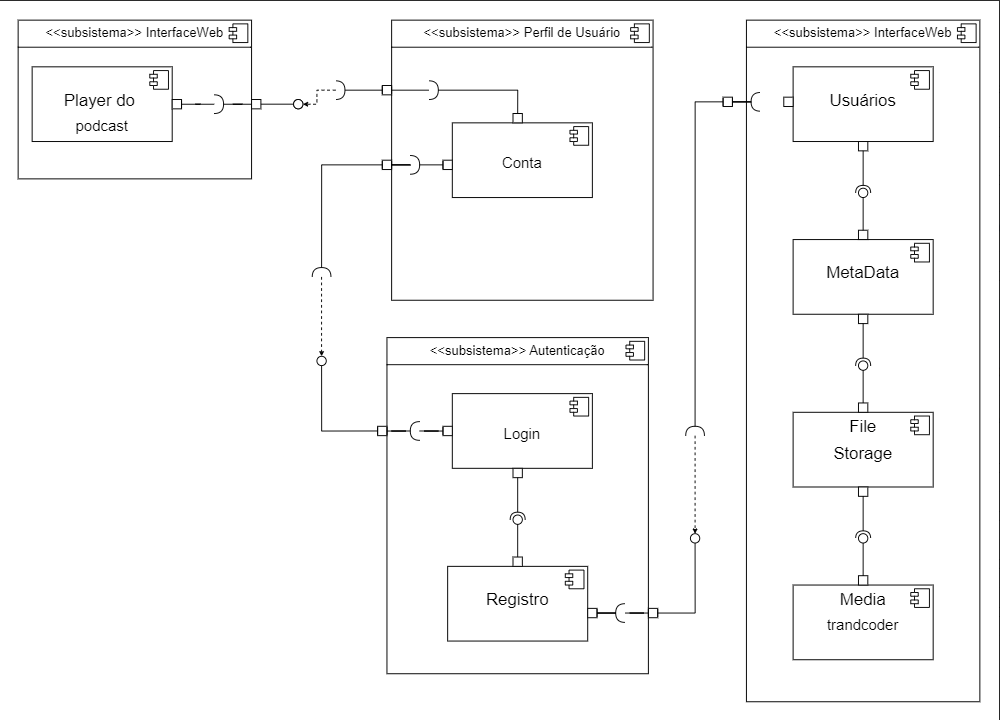 <<subsistema>> InterfaceWeb
Player do
podcast
<<subsistema>> Perfil de Usuário
Conta
<<subsistema>> Autenticação
Login
Registro
<<subsistema>> InterfaceWeb
Usuários
MetaData
File
Storage
Media
trandcoder